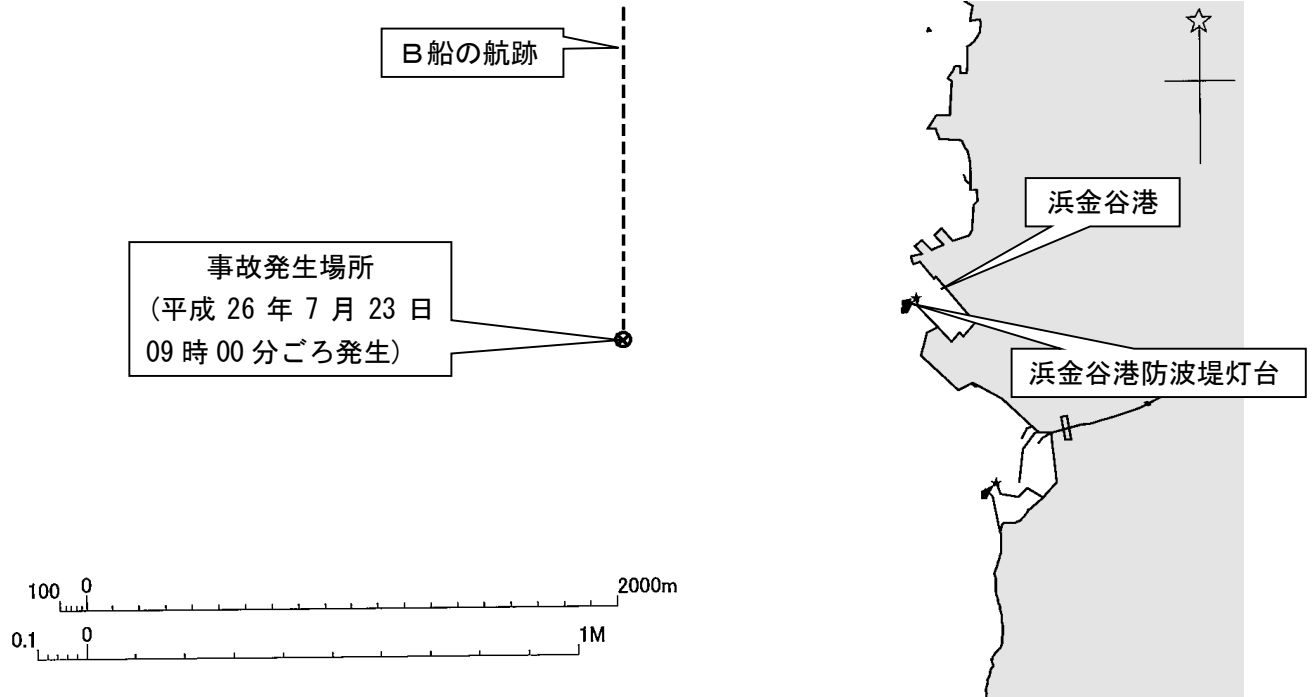 B船の航跡
浜金谷港
事故発生場所
(平成 26 年 7 月 23 日
09 時 00 分ごろ発生)
浜金谷港防波堤灯台
100 0 2000m
0.1 0 1M